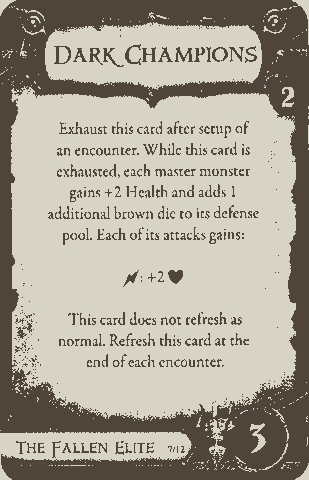 DARK CHAMPIONS
2
Exhaust this card after setup of
an encounter. While this card is
exhausted, each master monster
gains +2 Health and adds 1
additional brown die to its defense
pool. Each of its attacks gains:
: +2
This card does not refresh as
normal. Refresh this card at the
end of each encounter.
THE FALLEN ELITE 7/12
3